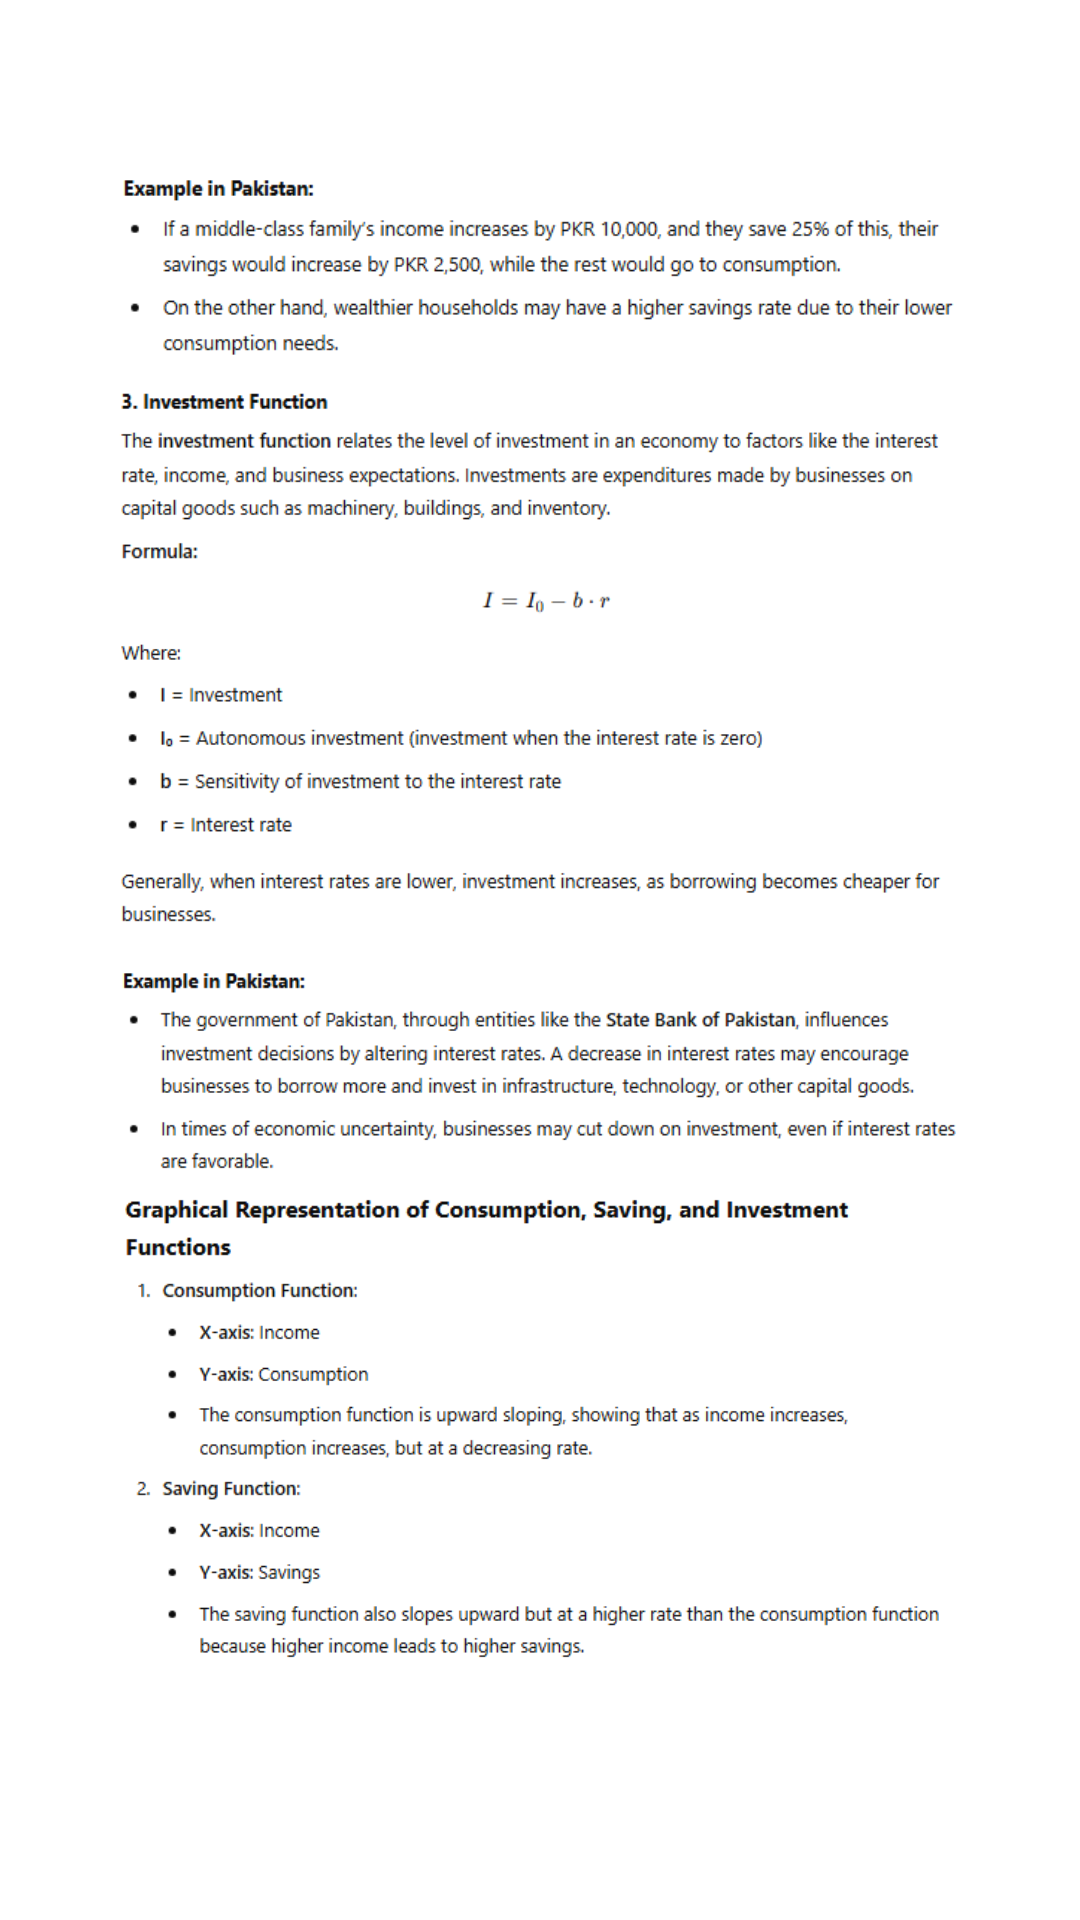 Example in Pakistan:
• If a middle-class family's income increases by PKR 10,000, and they save 25% of this, their
savings would increase by PKR 2,500, while the rest would go to consumption.
• On the other hand, wealthier households may have a higher savings rate due to their lower
consumption needs.
3. Investment Function
The investment function relates the level of investment in an economy to factors like the interest
rate, income, and business expectations. Investments are expenditures made by businesses on
capital goods such as machinery, buildings, and inventory.
Formula:
I = I₀ − b · r
Where:
• I = Investment
• I₀ = Autonomous investment (investment when the interest rate is zero)
• b = Sensitivity of investment to the interest rate
• r = Interest rate
Generally, when interest rates are lower, investment increases, as borrowing becomes cheaper for
businesses.
Example in Pakistan:
• The government of Pakistan, through entities like the State Bank of Pakistan, influences
investment decisions by altering interest rates. A decrease in interest rates may encourage
businesses to borrow more and invest in infrastructure, technology, or other capital goods.
• In times of economic uncertainty, businesses may cut down on investment, even if interest rates
are favorable.
Graphical Representation of Consumption, Saving, and Investment
Functions
1. Consumption Function:
• X-axis: Income
• Y-axis: Consumption
• The consumption function is upward sloping, showing that as income increases,
consumption increases, but at a decreasing rate.
2. Saving Function:
• X-axis: Income
• Y-axis: Savings
• The saving function also slopes upward but at a higher rate than the consumption function
because higher income leads to higher savings.